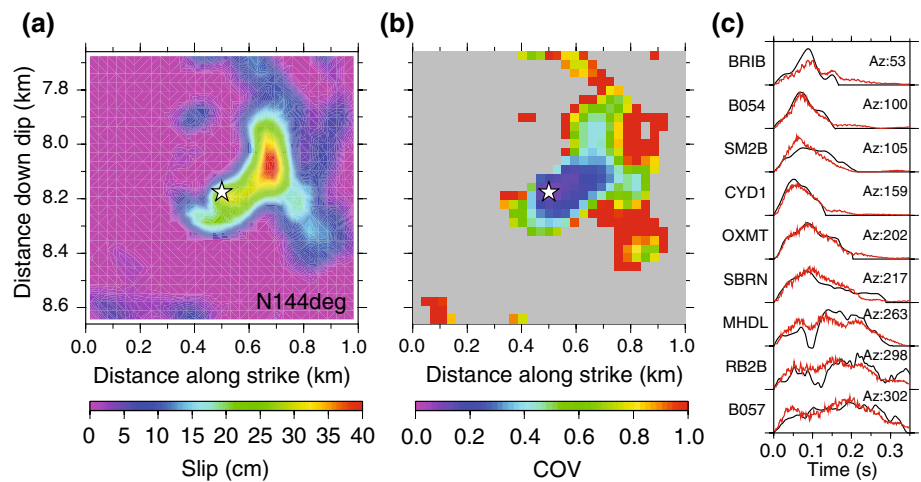 (a)
(b)
(c)
Distance down dip (km)
7.8
8.0
8.2
8.4
8.6
N144deg
0.0 0.2 0.4 0.6 0.8 1.0
Distance along strike (km)
0 5 10 15 20 25 30 35 40
Slip (cm)
0.0 0.2 0.4 0.6 0.8 1.0
Distance along strike (km)
0.0 0.2 0.4 0.6 0.8 1.0
COV
BRIB Az:53
B054 Az:100
SM2B Az:105
CYD1 Az:159
OXMT Az:202
SBRN Az:217
MHDL Az:263
RB2B Az:298
B057 Az:302
0.0 0.1 0.2 0.3
Time (s)